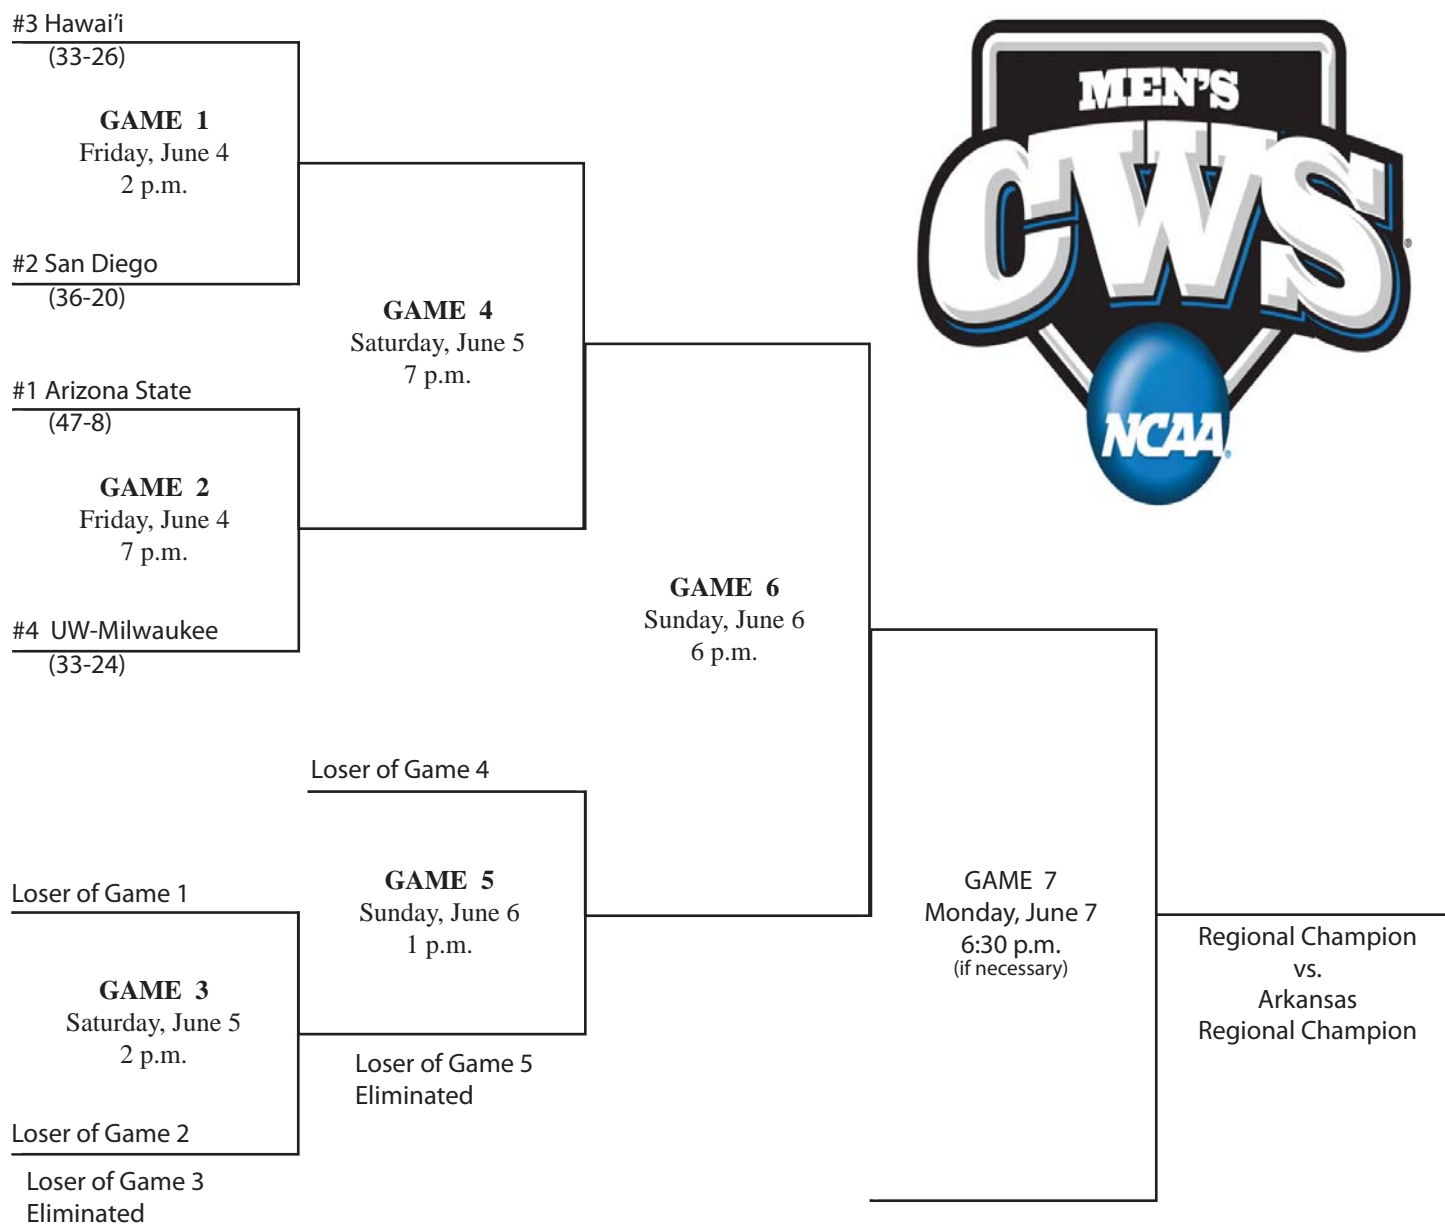 #3 Hawai’i
(33-26)
GAME 1
Friday, June 4
2 p.m.
#2 San Diego
(36-20)
GAME 4
Saturday, June 5
7 p.m.
#1 Arizona State
(47-8)
GAME 2
Friday, June 4
7 p.m.
#4 UW-Milwaukee
(33-24)
MEN'S
CWS
NCAA
GAME 6
Sunday, June 6
6 p.m.
Loser of Game 4
GAME 5
Sunday, June 6
1 p.m.
Loser of Game 1
GAME 3
Saturday, June 5
2 p.m.
Loser of Game 5
Eliminated
Loser of Game 2
Loser of Game 3
Eliminated
GAME 7
Monday, June 7
6:30 p.m.
(if necessary)
Regional Champion
vs.
Arkansas
Regional Champion